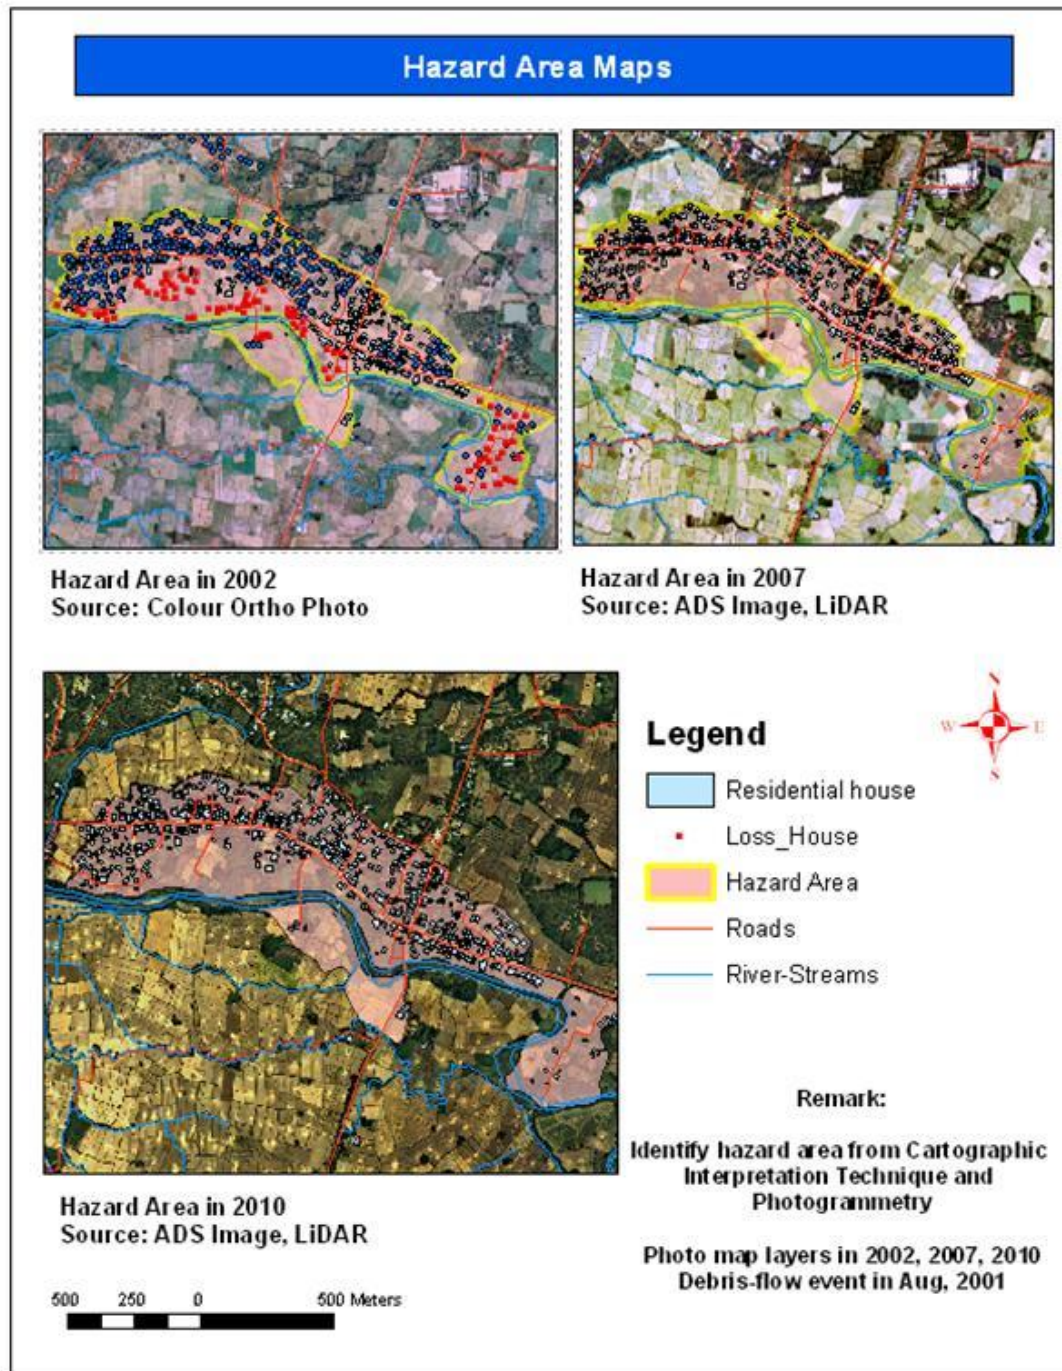 Hazard Area Maps
Hazard Area in 2002
Source: Colour Ortho Photo
Hazard Area in 2007
Source: ADS Image, LiDAR
N
W
E
S
Legend
Residential house
Loss_House
Hazard Area
Roads
River-Streams
Remark:
Identify hazard area from Cartographic
Interpretation Technique and
Photogrammetry
Photo map layers in 2002, 2007, 2010
Debris-flow event in Aug, 2001
Hazard Area in 2010
Source: ADS Image, LiDAR
500 250 0 500 Meters